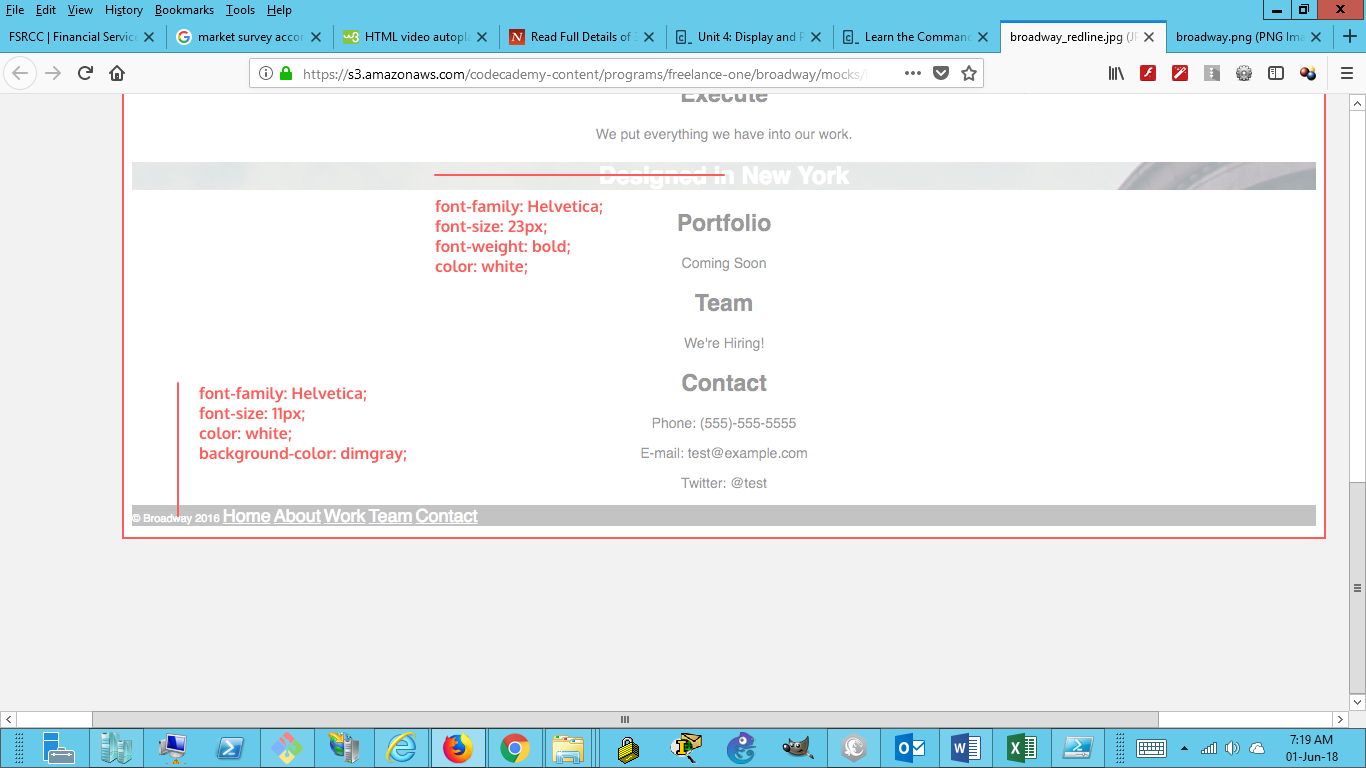 File Edit View History Bookmarks Tools Help
FSRCC | Financial Service
market survey accor
HTML video autopl
Read Full Details of
Unit 4: Display and P
Learn the Comman
broadway_redline.jpg (JP
broadway.png (PNG Ima
https://s3.amazonaws.com/codecademy-content/programs/freelance-one/broadway/mocks/
Execute
We put everything we have into our work.
Designed in New York
font-family: Helvetica;
font-size: 23px;
font-weight: bold;
color: white;
Portfolio
Coming Soon
Team
We're Hiring!
Contact
font-family: Helvetica;
font-size: 11px;
color: white;
background-color: dimgray;
Phone: (555)-555-5555
E-mail: test@example.com
Twitter: @test
© Broadway 2016 Home About Work Team Contact
7:19 AM
01-Jun-18